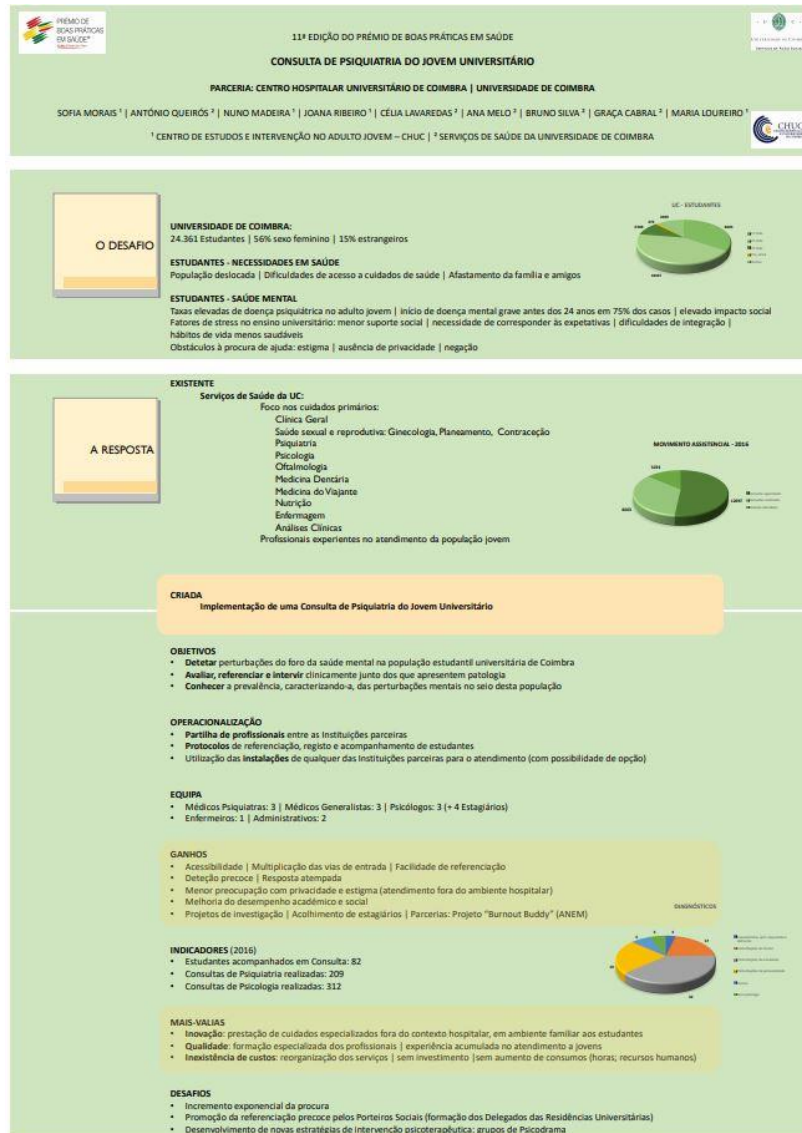 PRÉMIO DE
BOAS PRÁTICAS
EM SAÚDE®
11ª EDIÇÃO DO PRÉMIO DE BOAS PRÁTICAS EM SAÚDE
CONSULTA DE PSIQUIATRIA DO JOVEM UNIVERSITÁRIO
PARCERIA: CENTRO HOSPITALAR UNIVERSITÁRIO DE COIMBRA | UNIVERSIDADE DE COIMBRA
SOFIA MORAIS ¹ | ANTÓNIO QUEIRÓS ² | NUNO MADEIRA ¹ | JOANA RIBEIRO ¹ | CÉLIA LAVAREDAS ² | ANA MELO ² | BRUNO SILVA ² | GRAÇA CABRAL ² | MARIA LOUREIRO ¹
¹ CENTRO DE ESTUDOS E INTERVENÇÃO NO ADULTO JOVEM – CHUC | ² SERVIÇOS DE SAÚDE DA UNIVERSIDADE DE COIMBRA
CHUC
O DESAFIO
UNIVERSIDADE DE COIMBRA:
24.361 Estudantes | 56% sexo feminino | 15% estrangeiros
ESTUDANTES - NECESSIDADES EM SAÚDE
População deslocada | Dificuldades de acesso a cuidados de saúde | Afastamento da família e amigos
ESTUDANTES - SAÚDE MENTAL
Taxas elevadas de doença psiquiátrica no adulto jovem | início de doença mental grave antes dos 24 anos em 75% dos casos | elevado impacto social
Fatores de stress no ensino universitário: menor suporte social | necessidade de corresponder às expetativas | dificuldades de integração |
hábitos de vida menos saudáveis
Obstáculos à procura de ajuda: estigma | ausência de privacidade | negação
UC - ESTUDANTES
A RESPOSTA
EXISTENTE
Serviços de Saúde da UC:
Foco nos cuidados primários:
Clínica Geral
Saúde sexual e reprodutiva: Ginecologia, Planeamento, Contraceção
Psiquiatria
Psicologia
Oftalmologia
Medicina Dentária
Medicina do Viajante
Nutrição
Enfermagem
Análises Clínicas
Profissionais experientes no atendimento da população jovem
MOVIMENTO ASSISTENCIAL - 2016
CRIADA
Implementação de uma Consulta de Psiquiatria do Jovem Universitário
OBJETIVOS
• Detetar perturbações do foro da saúde mental na população estudantil universitária de Coimbra
• Avaliar, referenciar e intervir clinicamente junto dos que apresentem patologia
• Conhecer a prevalência, caracterizando-a, das perturbações mentais no seio desta população
OPERACIONALIZAÇÃO
• Partilha de profissionais entre as Instituições parceiras
• Protocolos de referenciação, registo e acompanhamento de estudantes
• Utilização das instalações de qualquer das Instituições parceiras para o atendimento (com possibilidade de opção)
EQUIPA
• Médicos Psiquiatras: 3 | Médicos Generalistas: 3 | Psicólogos: 3 (+ 4 Estagiários)
• Enfermeiros: 1 | Administrativos: 2
GANHOS
• Acessibilidade | Multiplicação das vias de entrada | Facilidade de referenciação
• Deteção precoce | Resposta atempada
• Menor preocupação com privacidade e estigma (atendimento fora do ambiente hospitalar)
• Melhoria do desempenho académico e social
• Projetos de investigação | Acolhimento de estagiários | Parcerias: Projeto "Burnout Buddy" (ANEM)
DIAGNÓSTICOS
INDICADORES (2016)
• Estudantes acompanhados em Consulta: 82
• Consultas de Psiquiatria realizadas: 209
• Consultas de Psicologia realizadas: 312
MAIS-VALIAS
• Inovação: prestação de cuidados especializados fora do contexto hospitalar, em ambiente familiar aos estudantes
• Qualidade: formação especializada dos profissionais | experiência acumulada no atendimento a jovens
• Inexistência de custos: reorganização dos serviços | sem investimento |sem aumento de consumos (horas; recursos humanos)
DESAFIOS
• Incremento exponencial da procura
• Promoção da referenciação precoce pelos Porteiros Sociais (formação dos Delegados das Residências Universitárias)
• Desenvolvimento de novas estratégias de intervenção psicoterapêutica: grupos de Psicodrama